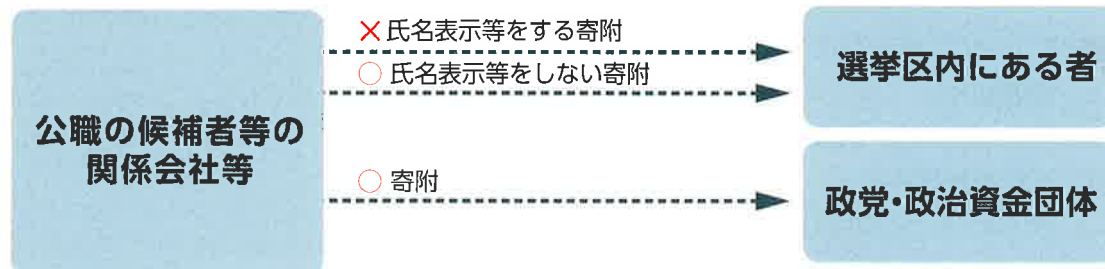 公職の候補者等の
関係会社等
×氏名表示等をする寄附
○氏名表示等をしない寄附
○寄附
選挙区内にある者
政党・政治資金団体